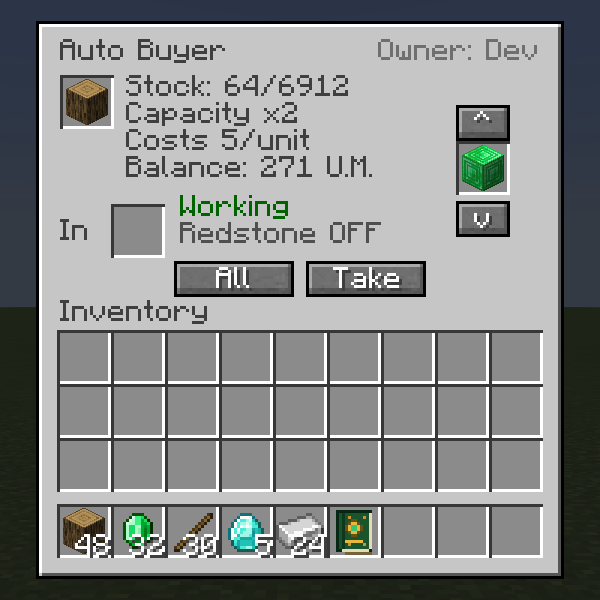 Auto Buyer Owner: Dev
Stock: 64/6912
Capacity x2
Costs 5/unit
Balance: 271 U.M.
^
Working
In Redstone OFF
v
All Take
Inventory
48 32 30 5 24